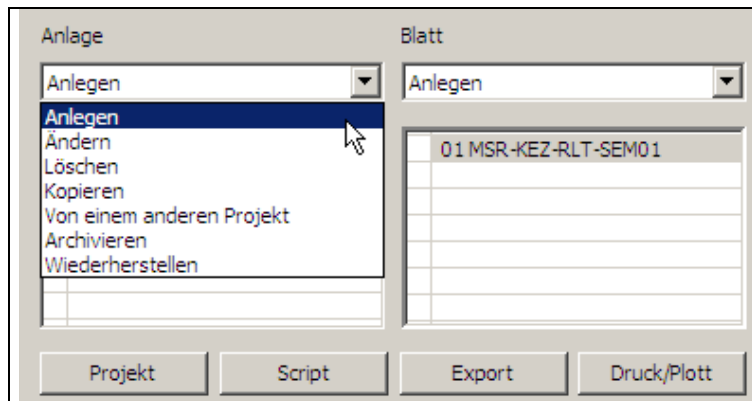 Anlage
Blatt
Anlegen
Anlegen
Anlegen
Ändern
Löschen
Kopieren
Von einem anderen Projekt
Archivieren
Wiederherstellen
01 MSR-KEZ-RLT-SEM01
Projekt
Script
Export
Druck/Plott